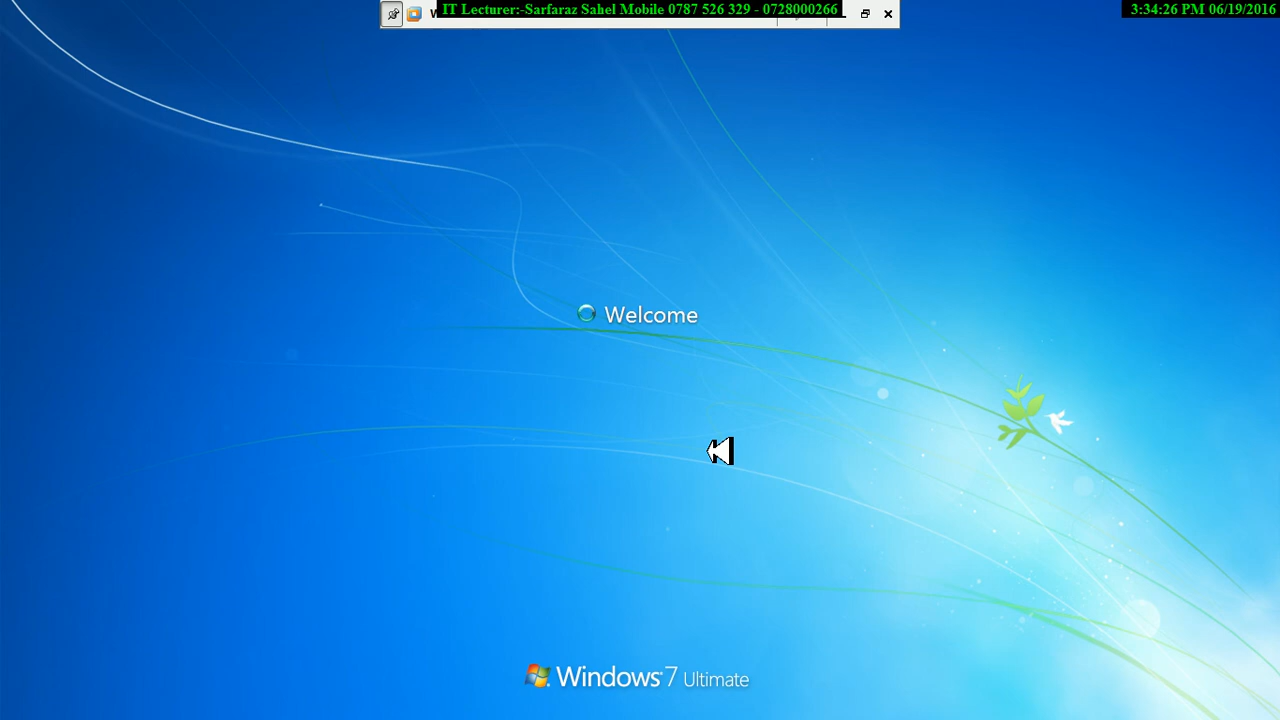 IT Lecturer:-Sarfaraz Sahel Mobile 0787 526 329 - 0728000266
3:34:26 PM 06/19/2016
Welcome
Windows 7 Ultimate